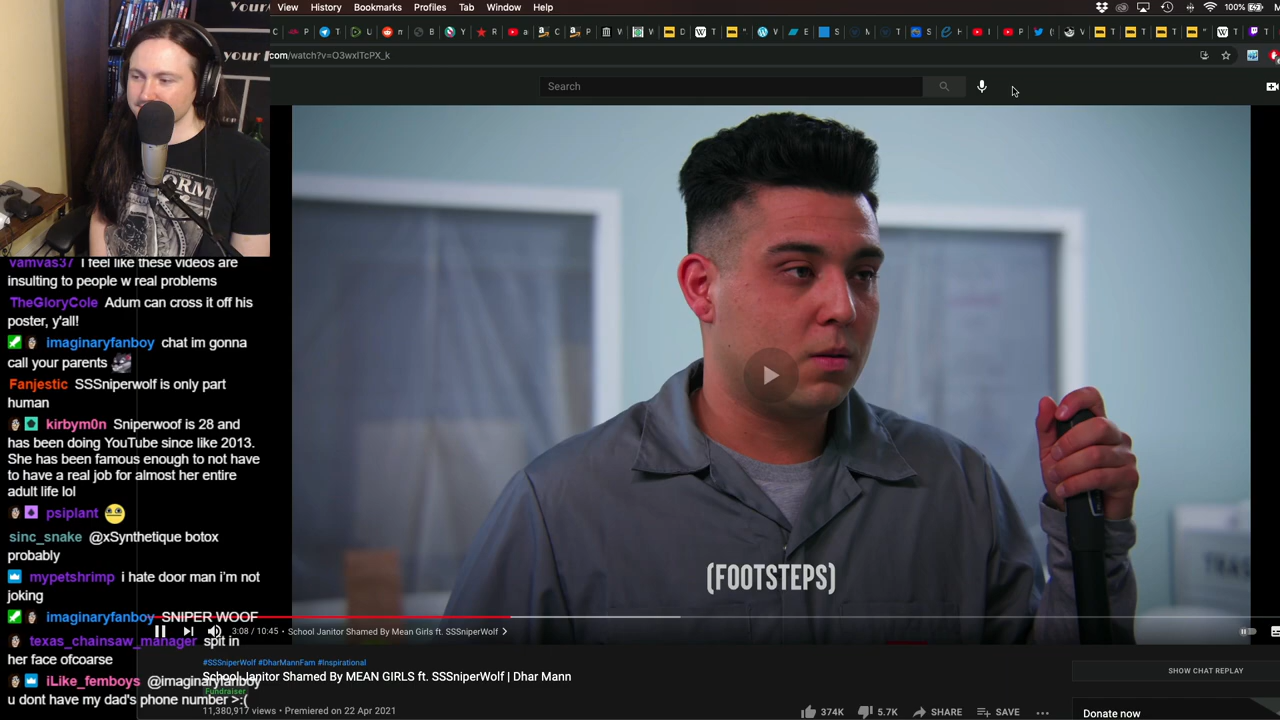 View History Bookmarks Profiles Tab Window Help 100%
com/watch?v=O3wxlTcPX_k
Search
vamvas37 I feel like these videos are
insulting to people w real problems
TheGloryCole Adum can cross it off his
poster, y'all!
imaginaryfanboy chat im gonna
call your parents
Fanjestic SSSniperwolf is only part
human
kirbym0n Sniperwoof is 28 and
has been doing YouTube since like 2013.
She has been famous enough to not have
to have a real job for almost her entire
adult life lol
psiplant
sinc_snake @xSynthetique botox
probably
mypetshrimp i hate door man i'm not
joking
imaginaryfanboy SNIPER WOOF
texas_chainsaw_manager spit in
her face ofcoarse
iLike_femboys @imaginaryfanboy
u dont have my dad's phone number >:(
(FOOTSTEPS)
3:08 / 10:45 • School Janitor Shamed By Mean Girls ft. SSSniperWolf
#SSSniperWolf #DharMannFam #Inspirational
School Janitor Shamed By MEAN GIRLS ft. SSSniperWolf | Dhar Mann
Fundraiser
11,380,917 views • Premiered on 22 Apr 2021
374K 5.7K SHARE SAVE
SHOW CHAT REPLAY
Donate now